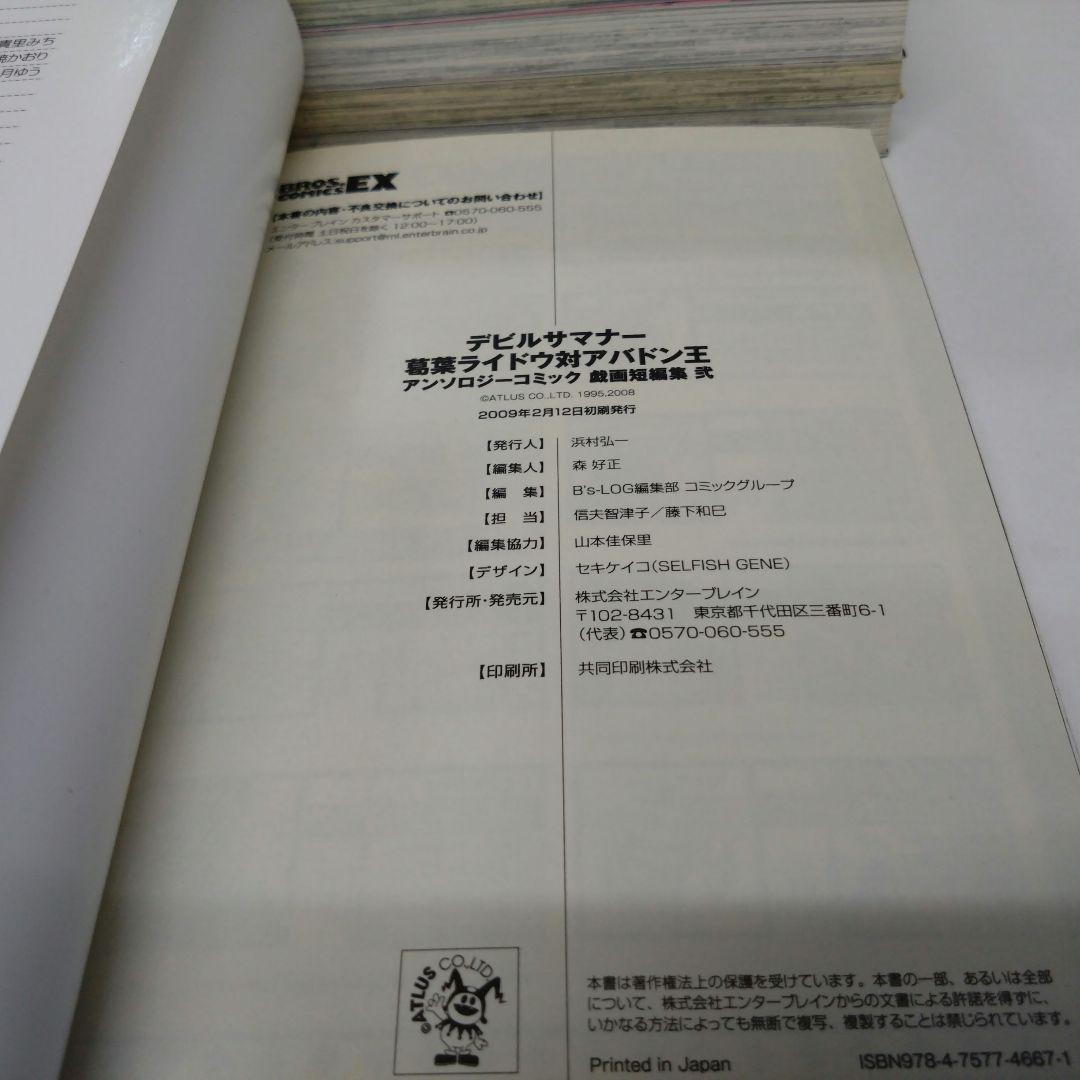 貴里みち
かおり
月ゆう
BROS. COMICS EX
【本書の内容・不良交換についてのお問い合わせ】
エンターブレイン カスタマーサポート ☎0570-060-555
(受付時間 土日祝日を除く 12:00〜17:00)
メールアドレス:support@ml.enterbrain.co.jp
デビルサマナー
葛葉ライドウ対アバドン王
アンソロジーコミック 戯画短編集 弐
©ATLUS CO.,LTD. 1995,2008
2009年2月12日初刷発行
【発行人】 浜村弘一
【編集人】 森 好正
【編 集】 B's-LOG編集部 コミックグループ
【担 当】 信夫智津子/藤下和巳
【編集協力】 山本佳保里
【デザイン】 セキケイコ(SELFISH GENE)
【発行所・発売元】 株式会社エンターブレイン
〒102-8431 東京都千代田区三番町6-1
(代表)☎0570-060-555
【印刷所】 共同印刷株式会社
©ATLUS CO.,LTD.
本書は著作権法上の保護を受けています。本書の一部、あるいは全部
について、株式会社エンターブレインからの文書による許諾を得ずに、
いかなる方法によっても無断で複写、複製することは禁じられています。
Printed in Japan ISBN978-4-7577-4667-1